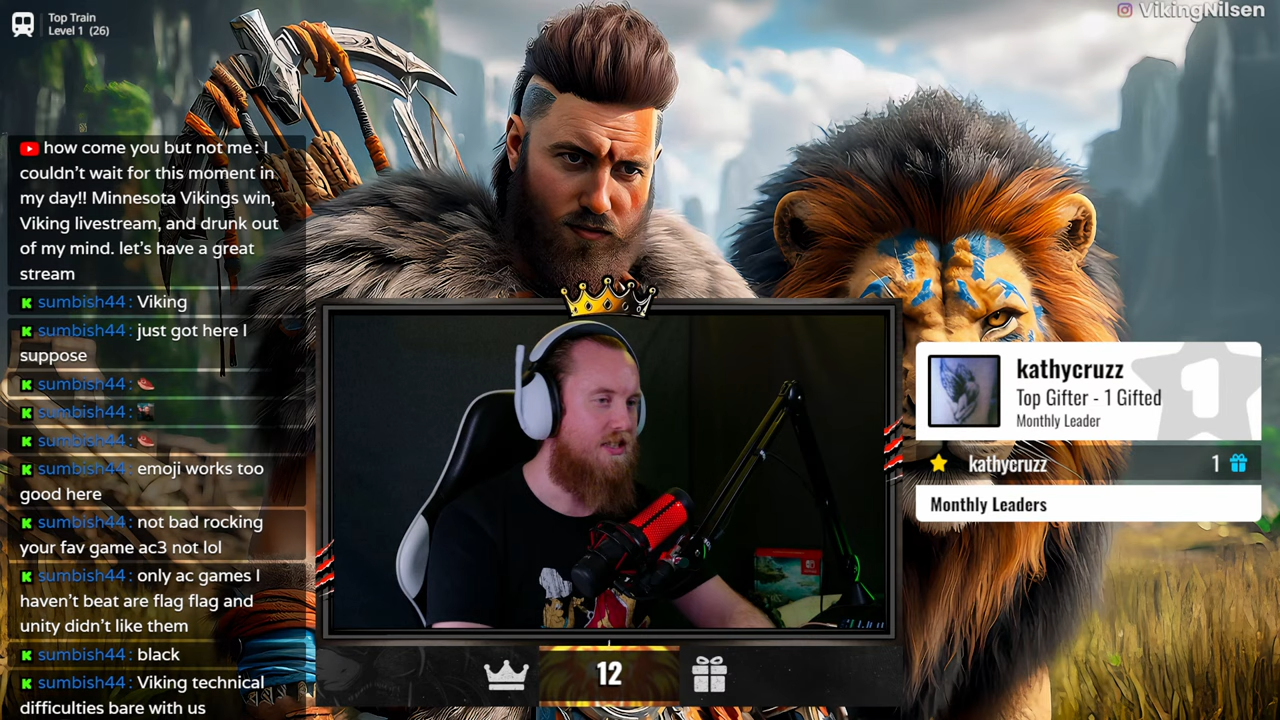 Top Train
Level 1 (26)
VikingNilsen
how come you but not me: I
couldn't wait for this moment in
my day!! Minnesota Vikings win,
Viking livestream, and drunk out
of my mind. let's have a great
stream
sumbish44: Viking
sumbish44: just got here I
suppose
sumbish44:
sumbish44:
sumbish44:
sumbish44: emoji works too
good here
sumbish44: not bad rocking
your fav game ac3 not lol
sumbish44: only ac games I
haven't beat are flag flag and
unity didn't like them
sumbish44: black
sumbish44: Viking technical
difficulties bare with us
kathycruzz
Top Gifter - 1 Gifted
Monthly Leader
1
kathycruzz
1
Monthly Leaders
12